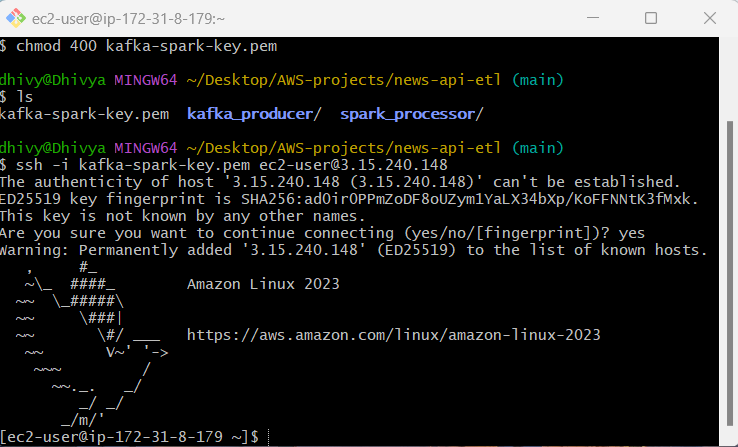 ec2-user@ip-172-31-8-179:~
$ chmod 400 kafka-spark-key.pem
dhivy@Dhivya MINGW64 ~/Desktop/AWS-projects/news-api-etl (main)
$ ls
kafka-spark-key.pem  kafka_producer/  spark_processor/
dhivy@Dhivya MINGW64 ~/Desktop/AWS-projects/news-api-etl (main)
$ ssh -i kafka-spark-key.pem ec2-user@3.15.240.148
The authenticity of host '3.15.240.148 (3.15.240.148)' can't be established.
ED25519 key fingerprint is SHA256:adOirOPPmZoDF8oUZym1YaLX34bXp/KoFFNNtK3fMxk.
This key is not known by any other names.
Are you sure you want to continue connecting (yes/no/[fingerprint])? yes
Warning: Permanently added '3.15.240.148' (ED25519) to the list of known hosts.
   ,     #_
   ~\_  ####_        Amazon Linux 2023
  ~~  \_#####\
  ~~     \###|
  ~~       \#/ ___   https://aws.amazon.com/linux/amazon-linux-2023
   ~~       V~' '->
    ~~~         /
      ~~._.   _/
         _/ _/
       _/m/'
[ec2-user@ip-172-31-8-179 ~]$